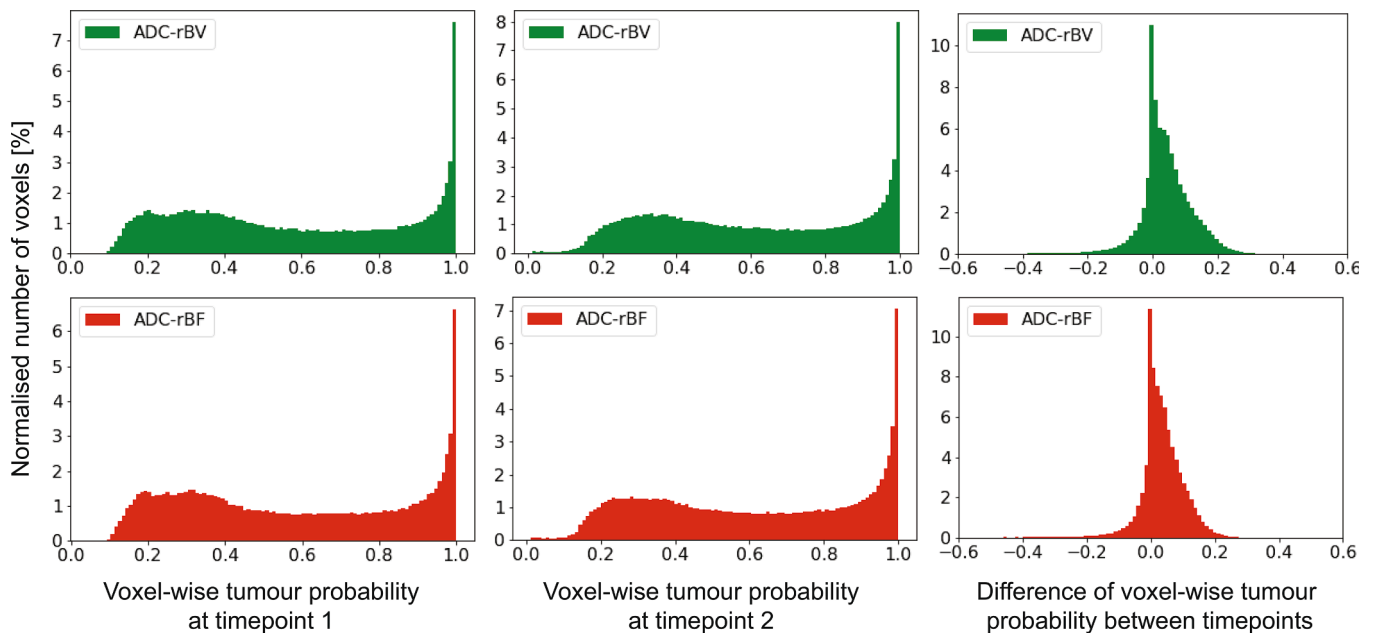 Normalised number of voxels [%]
ADC-rBV
7
6
5
4
3
2
1
0
0.0 0.2 0.4 0.6 0.8 1.0
ADC-rBV
8
7
6
5
4
3
2
1
0
0.0 0.2 0.4 0.6 0.8 1.0
ADC-rBV
10
8
6
4
2
0
−0.6 −0.4 −0.2 0.0 0.2 0.4 0.6
ADC-rBF
6
5
4
3
2
1
0
0.0 0.2 0.4 0.6 0.8 1.0
ADC-rBF
7
6
5
4
3
2
1
0
0.0 0.2 0.4 0.6 0.8 1.0
ADC-rBF
10
8
6
4
2
0
−0.6 −0.4 −0.2 0.0 0.2 0.4 0.6
Voxel-wise tumour probability
at timepoint 1
Voxel-wise tumour probability
at timepoint 2
Difference of voxel-wise tumour
probability between timepoints